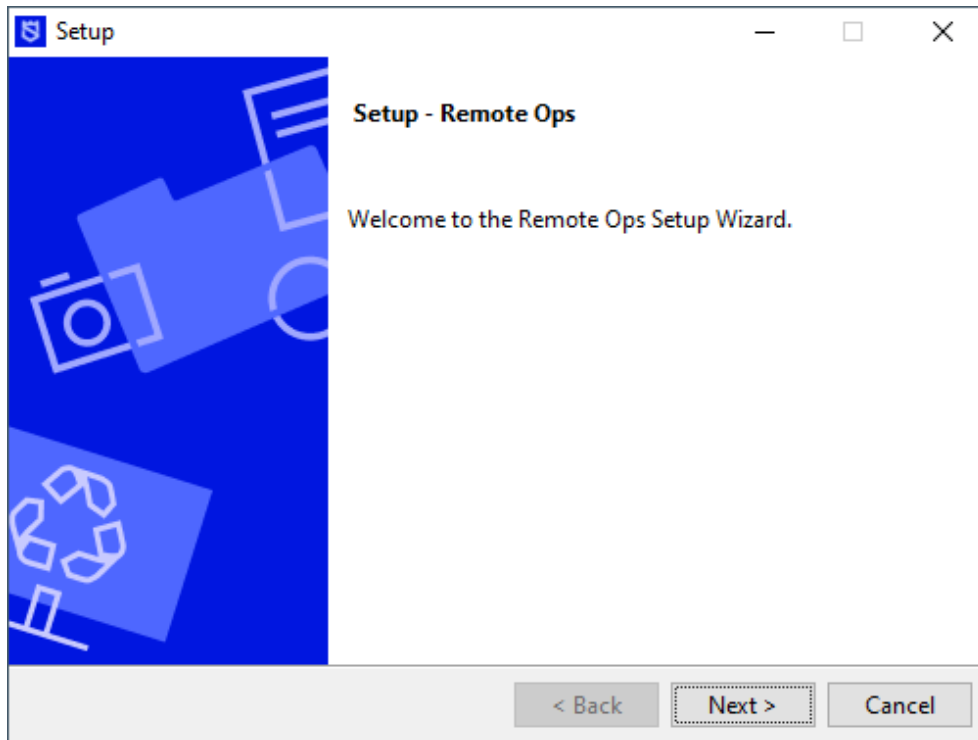 Setup
Setup - Remote Ops
Welcome to the Remote Ops Setup Wizard.
< Back Next > Cancel